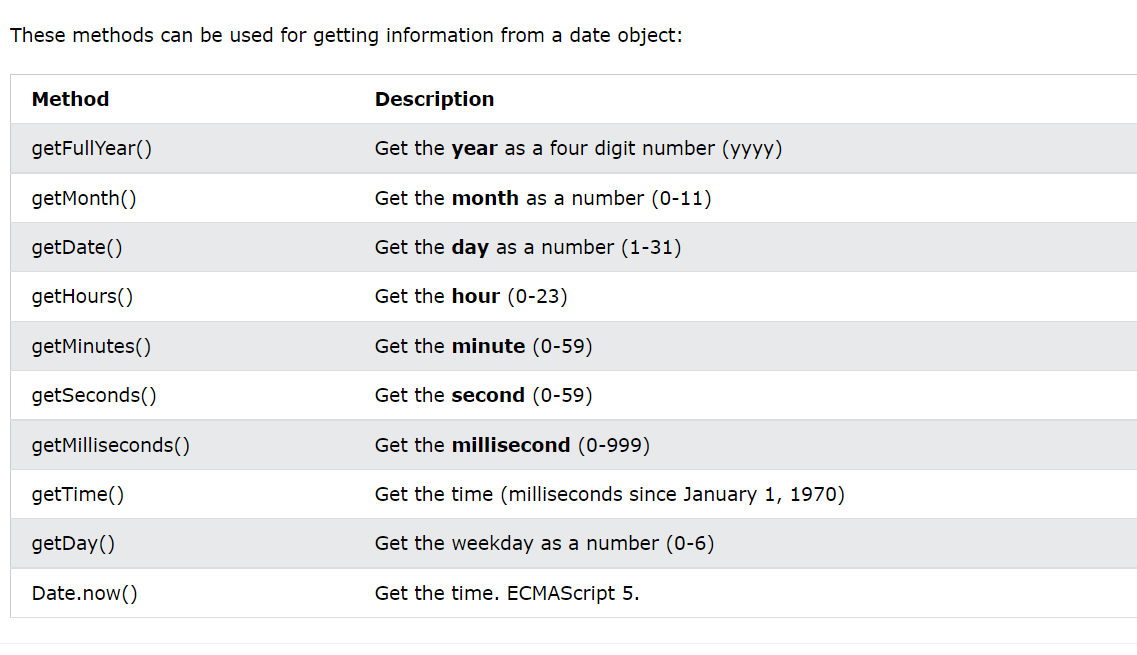 These methods can be used for getting information from a date object:
Method Description
getFullYear() Get the year as a four digit number (yyyy)
getMonth() Get the month as a number (0-11)
getDate() Get the day as a number (1-31)
getHours() Get the hour (0-23)
getMinutes() Get the minute (0-59)
getSeconds() Get the second (0-59)
getMilliseconds() Get the millisecond (0-999)
getTime() Get the time (milliseconds since January 1, 1970)
getDay() Get the weekday as a number (0-6)
Date.now() Get the time. ECMAScript 5.